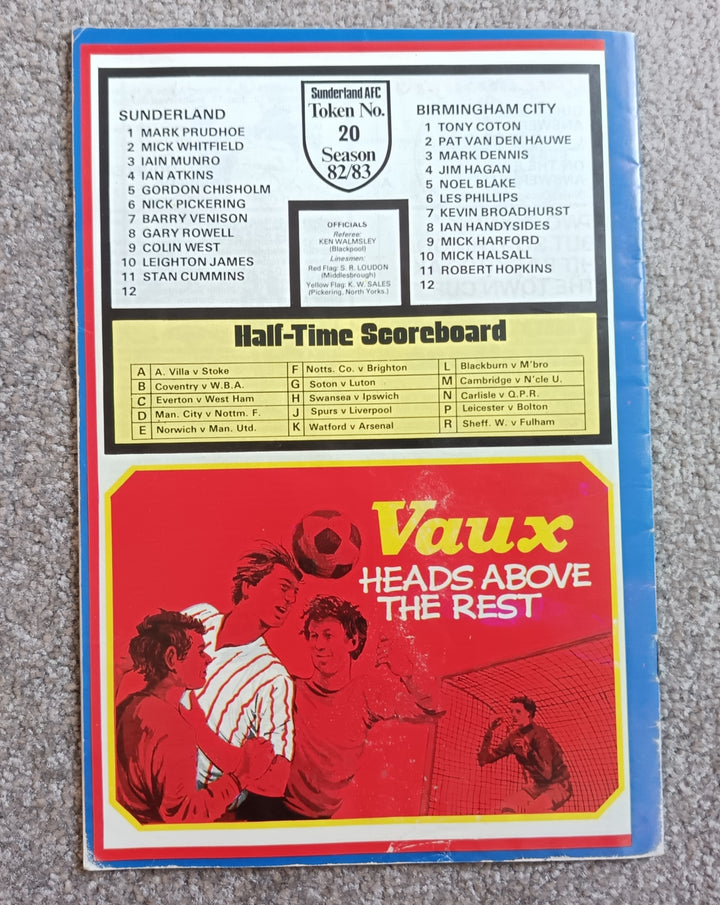 SUNDERLAND
1 MARK PRUDHOE
2 MICK WHITFIELD
3 IAIN MUNRO
4 IAN ATKINS
5 GORDON CHISHOLM
6 NICK PICKERING
7 BARRY VENISON
8 GARY ROWELL
9 COLIN WEST
10 LEIGHTON JAMES
11 STAN CUMMINS
12
Sunderland AFC
Token No.
20
Season
82/83
OFFICIALS
Referee:
KEN WALMSLEY
(Blackpool)
Linesmen:
Red Flag: S. R. LOUDON
(Middlesbrough)
Yellow Flag: K. W. SALES
(Pickering, North Yorks.)
BIRMINGHAM CITY
1 TONY COTON
2 PAT VAN DEN HAUWE
3 MARK DENNIS
4 JIM HAGAN
5 NOEL BLAKE
6 LES PHILLIPS
7 KEVIN BROADHURST
8 IAN HANDYSIDES
9 MICK HARFORD
10 MICK HALSALL
11 ROBERT HOPKINS
12
Half-Time Scoreboard
A A. Villa v Stoke
B Coventry v W.B.A.
C Everton v West Ham
D Man. City v Nottm. F.
E Norwich v Man. Utd.
F Notts. Co. v Brighton
G Soton v Luton
H Swansea v Ipswich
J Spurs v Liverpool
K Watford v Arsenal
L Blackburn v M'bro
M Cambridge v N'cle U.
N Carlisle v Q.P.R.
P Leicester v Bolton
R Sheff. W. v Fulham
Vaux
HEADS ABOVE
THE REST